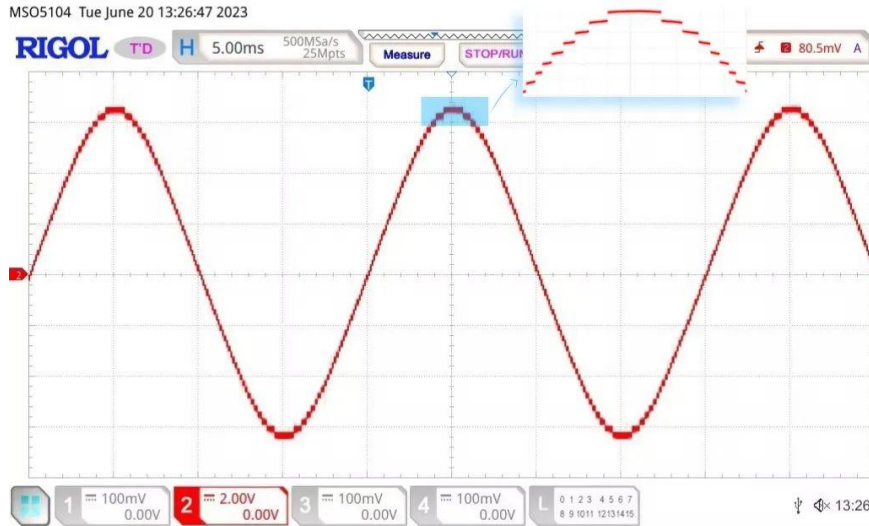 MSO5104 Tue June 20 13:26:47 2023
RIGOL T'D H 5.00ms 500MSa/s 25Mpts Measure STOP/RUN 2 80.5mV A
T
2
1 100mV 0.00V 2 2.00V 0.00V 3 100mV 0.00V 4 100mV 0.00V L 0 1 2 3 4 5 6 7 13:26
8 9 10 11 12 13 14 15